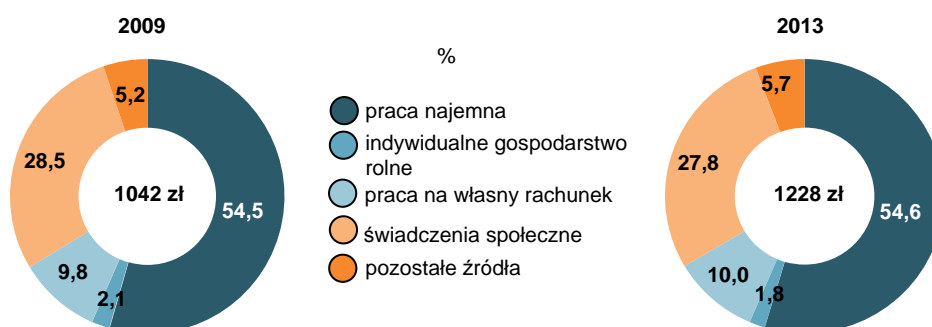 2009
5,2
28,5
1042 zł
54,5
9,8
2,1
%
praca najemna
indywidualne gospodarstwo
rolne
praca na własny rachunek
świadczenia społeczne
pozostałe źródła
2013
5,7
27,8
1228 zł
54,6
10,0
1,8